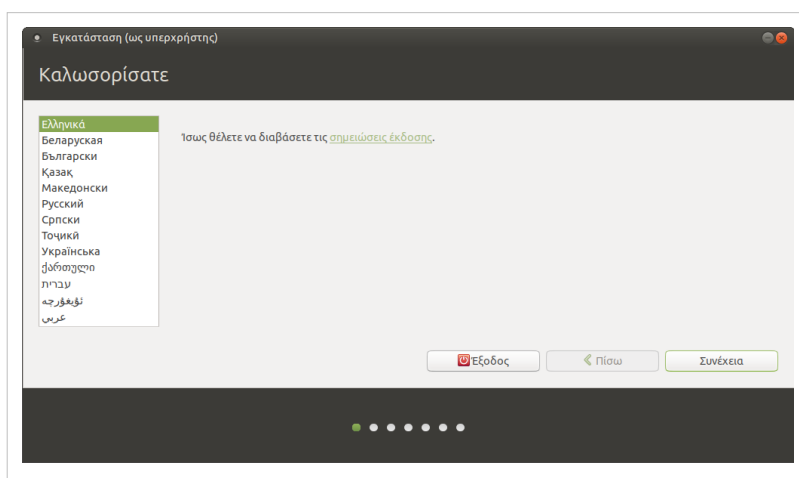 Εγκατάσταση (ως υπερχρήστης)
Καλωσορίσατε
Ελληνικά
Беларуская
Български
Қазақ
Македонски
Русский
Српски
Тоҷикӣ
Українська
ქართული
עברית
ئۇيغۇرچە
عربي
Ίσως θέλετε να διαβάσετε τις σημειώσεις έκδοσης.
Έξοδος
Πίσω
Συνέχεια